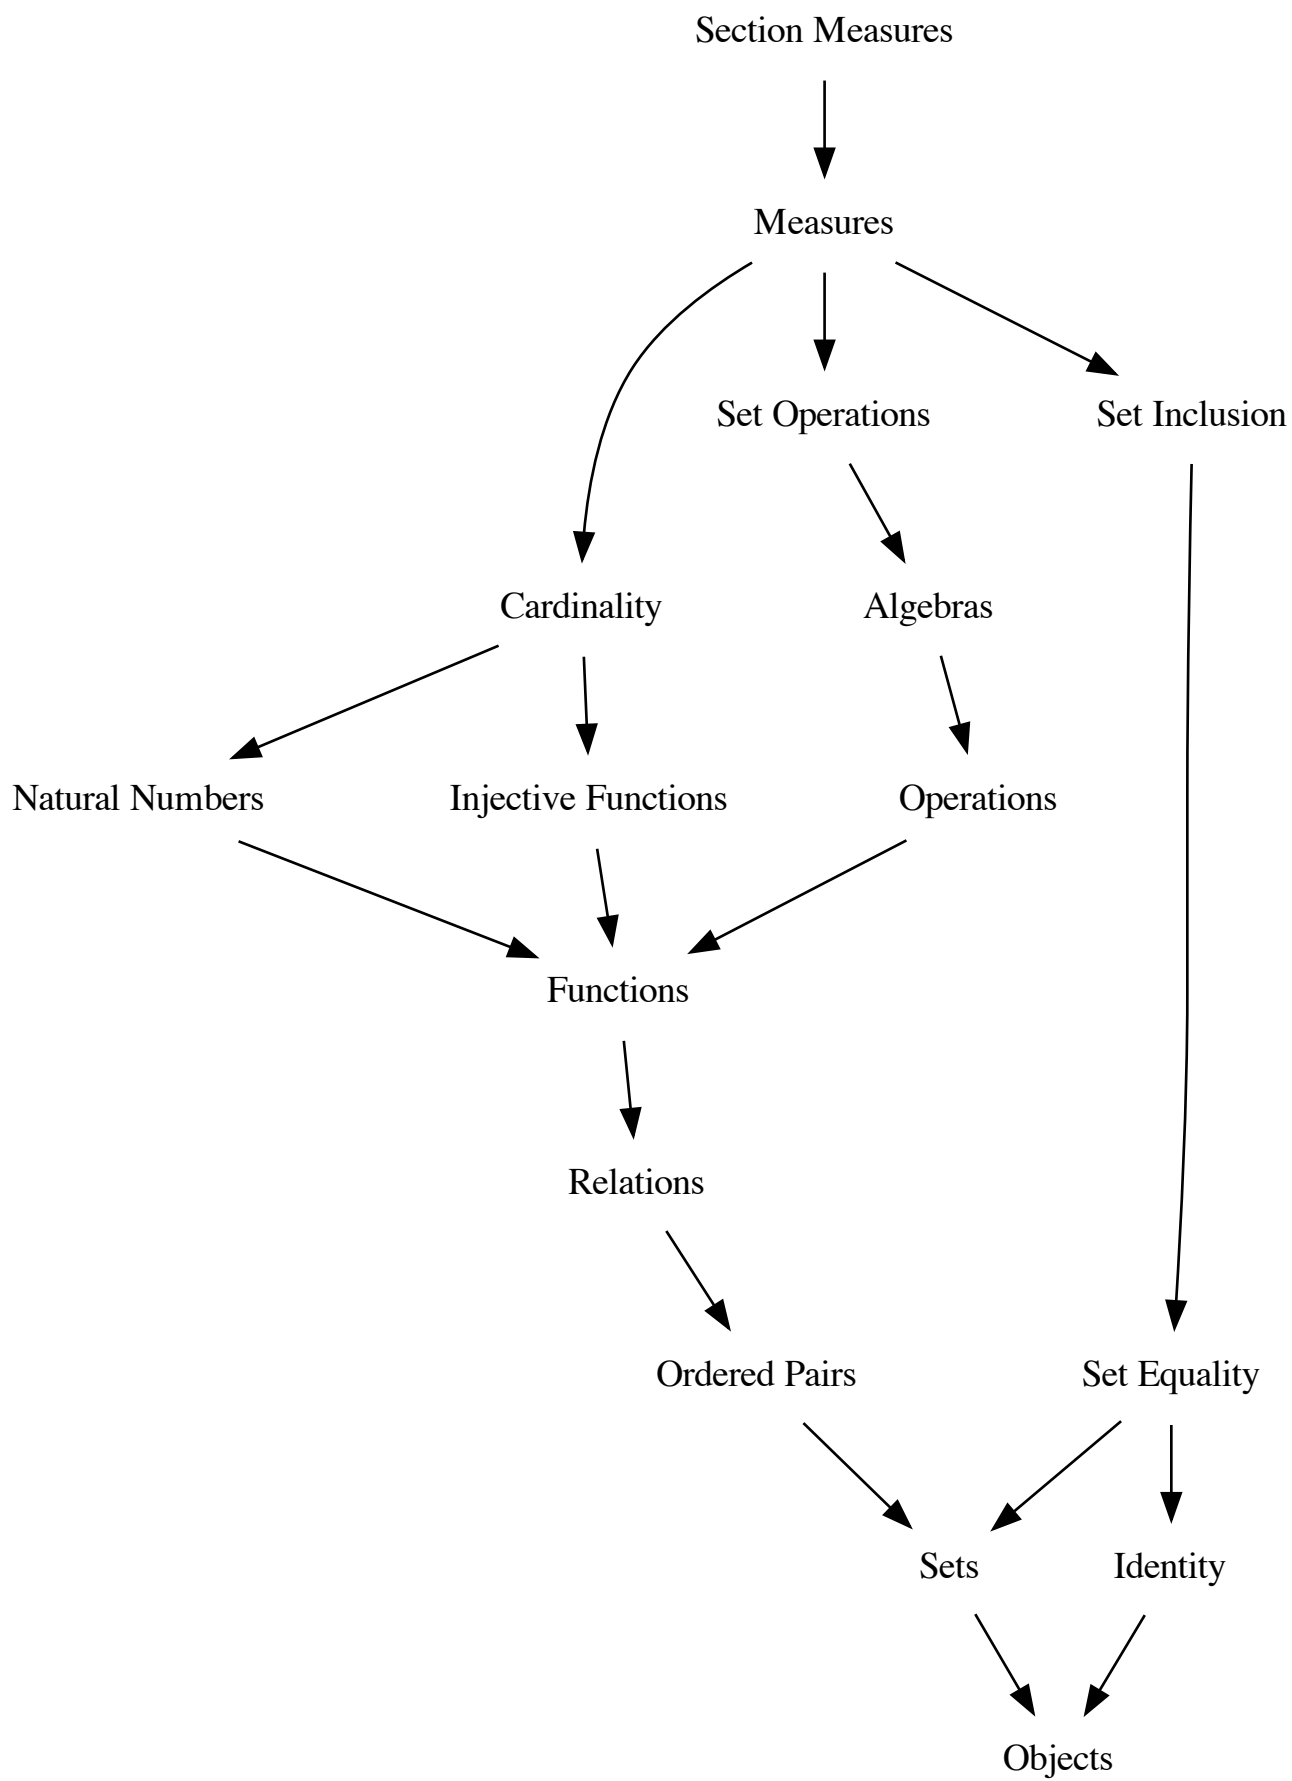 Section Measures
Measures
Set Operations
Set Inclusion
Cardinality
Algebras
Natural Numbers
Injective Functions
Operations
Functions
Relations
Ordered Pairs
Set Equality
Sets
Identity
Objects